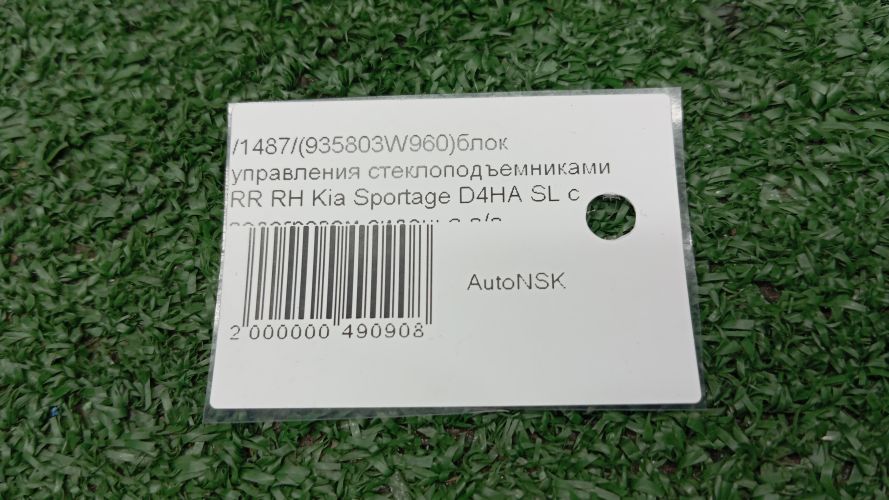 /1487/(935803W960)блок
управления стеклоподъемниками
RR RH Kia Sportage D4HA SL с
AutoNSK
2 000000 490908